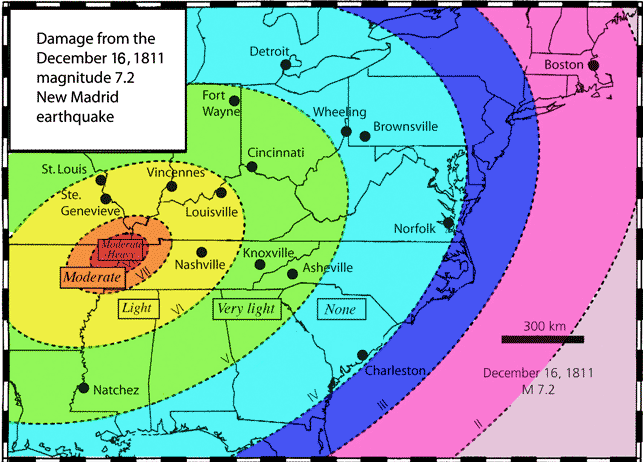 Damage from the
December 16, 1811
magnitude 7.2
New Madrid
earthquake
Detroit
Boston
Fort
Wayne
Wheeling
Brownsville
Cincinnati
St. Louis
Vincennes
Ste.
Genevieve
Louisville
Norfolk
Moderate
-Heavy
Moderate
VII
Nashville
Knoxville
Asheville
Light
VI
Very light
None
300 km
V
Charleston
December 16, 1811
M 7.2
Natchez
IV
III
II